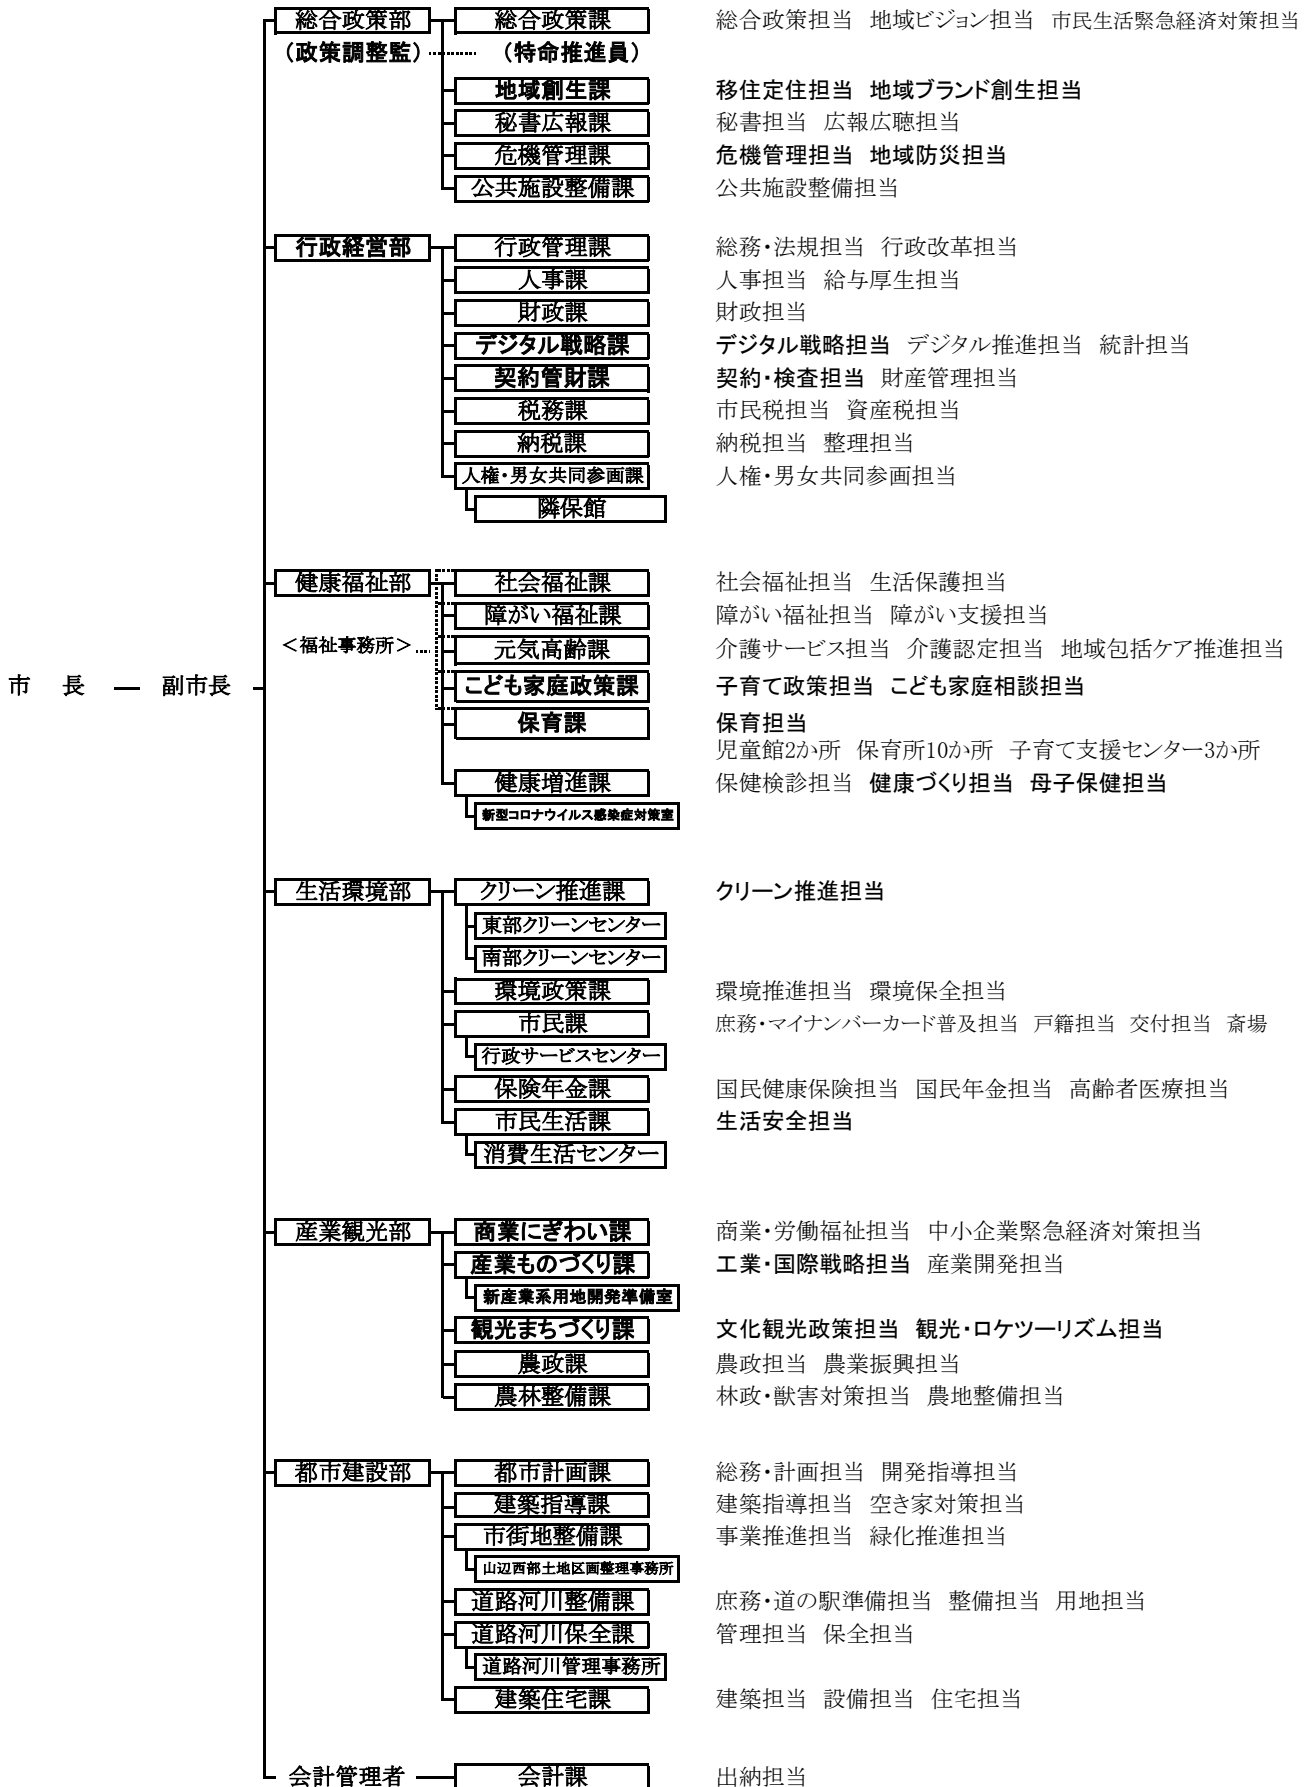 総合政策部 総合政策課 総合政策担当 地域ビジョン担当 市民生活緊急経済対策担当
（政策調整監） （特命推進員）
地域創生課 移住定住担当 地域ブランド創生担当
秘書広報課 秘書担当 広報広聴担当
危機管理課 危機管理担当 地域防災担当
公共施設整備課 公共施設整備担当
行政経営部 行政管理課 総務・法規担当 行政改革担当
人事課 人事担当 給与厚生担当
財政課 財政担当
デジタル戦略課 デジタル戦略担当 デジタル推進担当 統計担当
契約管財課 契約・検査担当 財産管理担当
税務課 市民税担当 資産税担当
納税課 納税担当 整理担当
人権・男女共同参画課 人権・男女共同参画担当
隣保館
健康福祉部 社会福祉課 社会福祉担当 生活保護担当
障がい福祉課 障がい福祉担当 障がい支援担当
＜福祉事務所＞ 元気高齢課 介護サービス担当 介護認定担当 地域包括ケア推進担当
市 長 副市長 こども家庭政策課 子育て政策担当 こども家庭相談担当
保育課 保育担当
児童館2か所 保育所10か所 子育て支援センター3か所
健康増進課 保健検診担当 健康づくり担当 母子保健担当
新型コロナウイルス感染症対策室
生活環境部 クリーン推進課 クリーン推進担当
東部クリーンセンター
南部クリーンセンター
環境政策課 環境推進担当 環境保全担当
市民課 庶務・マイナンバーカード普及担当 戸籍担当 交付担当 斎場
行政サービスセンター
保険年金課 国民健康保険担当 国民年金担当 高齢者医療担当
市民生活課 生活安全担当
消費生活センター
産業観光部 商業にぎわい課 商業・労働福祉担当 中小企業緊急経済対策担当
産業ものづくり課 工業・国際戦略担当 産業開発担当
新産業系用地開発準備室
観光まちづくり課 文化観光政策担当 観光・ロケツーリズム担当
農政課 農政担当 農業振興担当
農林整備課 林政・獣害対策担当 農地整備担当
都市建設部 都市計画課 総務・計画担当 開発指導担当
建築指導課 建築指導担当 空き家対策担当
市街地整備課 事業推進担当 緑化推進担当
山辺西部土地区画整理事務所
道路河川整備課 庶務・道の駅準備担当 整備担当 用地担当
道路河川保全課 管理担当 保全担当
道路河川管理事務所
建築住宅課 建築担当 設備担当 住宅担当
会計管理者 会計課 出納担当